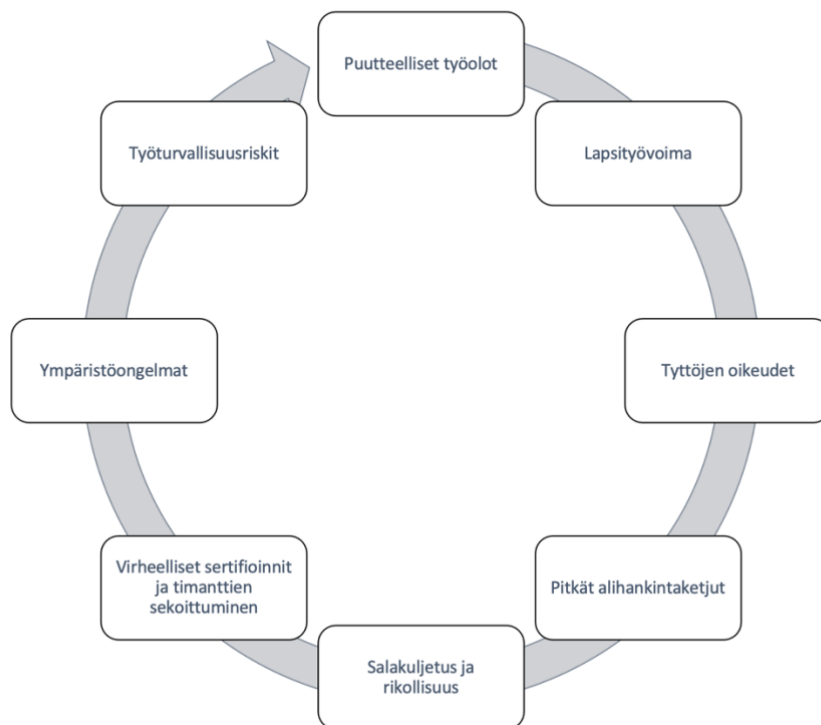 Puutteelliset työolot
Lapsityövoima
Tyttöjen oikeudet
Pitkät alihankintaketjut
Salakuljetus ja
rikollisuus
Virheelliset sertifioinnit
ja timanttien
sekoittuminen
Ympäristöongelmat
Työturvallisuusriskit